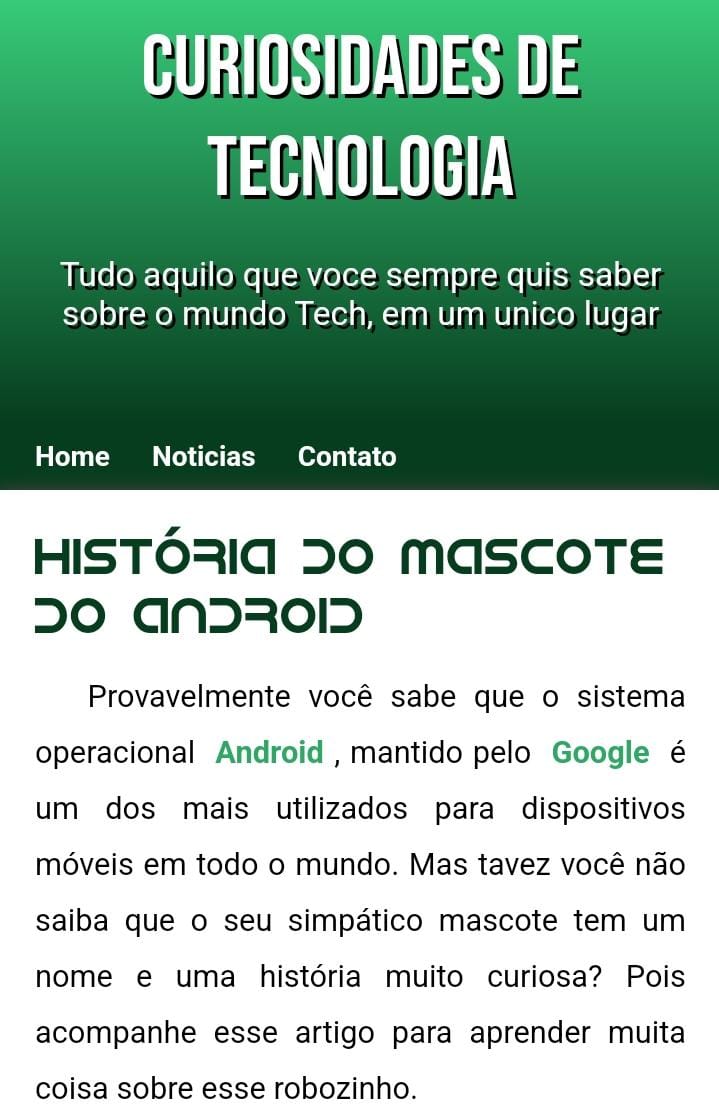 CURIOSIDADES DE
TECNOLOGIA
Tudo aquilo que voce sempre quis saber
sobre o mundo Tech, em um unico lugar
Home Noticias Contato
HISTÓRIA DO MASCOTE
DO ANDROID
Provavelmente você sabe que o sistema
operacional Android , mantido pelo Google é
um dos mais utilizados para dispositivos
móveis em todo o mundo. Mas tavez você não
saiba que o seu simpático mascote tem um
nome e uma história muito curiosa? Pois
acompanhe esse artigo para aprender muita
coisa sobre esse robozinho.